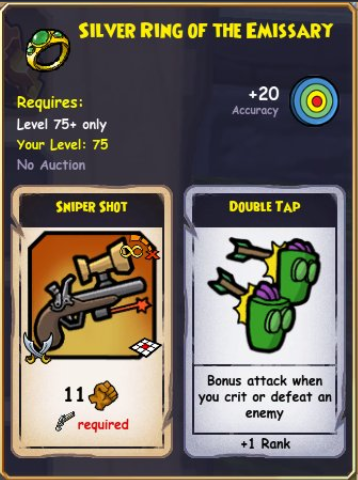 SILVER RING OF THE EMISSARY
Requires:
Level 75+ only
Your Level: 75
No Auction
+20
Accuracy
SNIPER SHOT
11
required
DOUBLE TAP
Bonus attack when
you crit or defeat an
enemy
+1 Rank